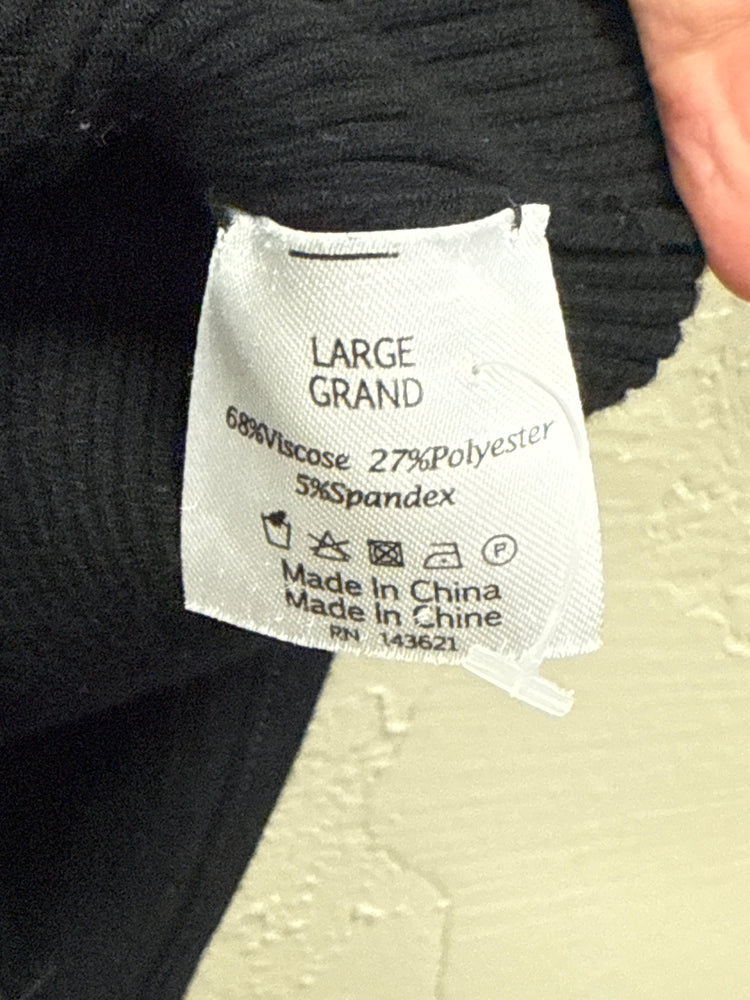 LARGE
GRAND
68%Viscose 27%Polyester
5%Spandex
P
Made In China
Made In Chine
RN 143621